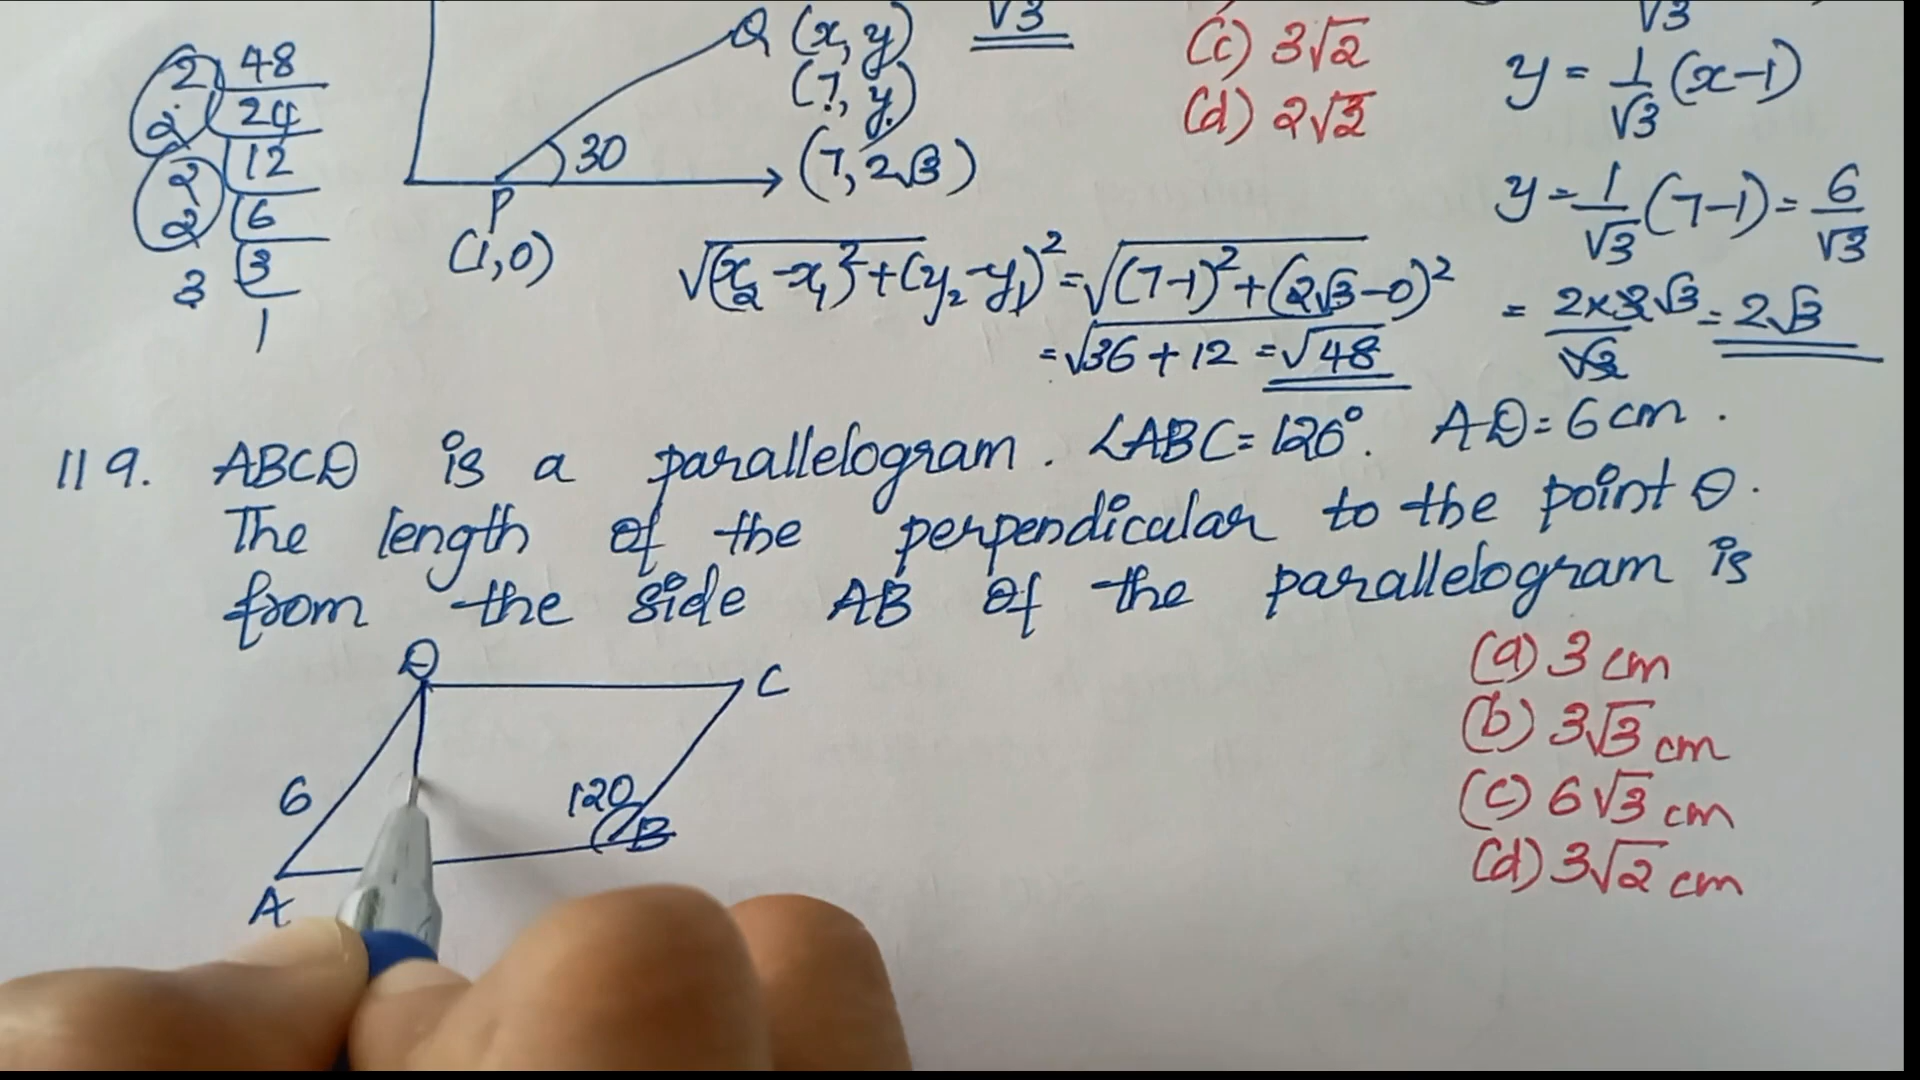 2 48
2 24
2 12
2 6
3 3
1
Q (x, y)
(7, y)
(7, 2√3)
30
P
(1,0)
√3
(c) 3√2
(d) 2√2
√3
y = 1/√3 (x-1)
y = 1/√3 (7-1) = 6/√3
= 2×3√3/√3 = 2√3
√(x₂-x₁)²+(y₂-y₁)² = √(7-1)²+(2√3-0)²
= √36+12 = √48
119. ABCD is a parallelogram. ∠ABC = 120°. AD = 6 cm.
The length of the perpendicular to the point D.
from the side AB of the parallelogram is
(a) 3 cm
(b) 3√3 cm
(c) 6√3 cm
(d) 3√2 cm
D
C
6
120
B
A